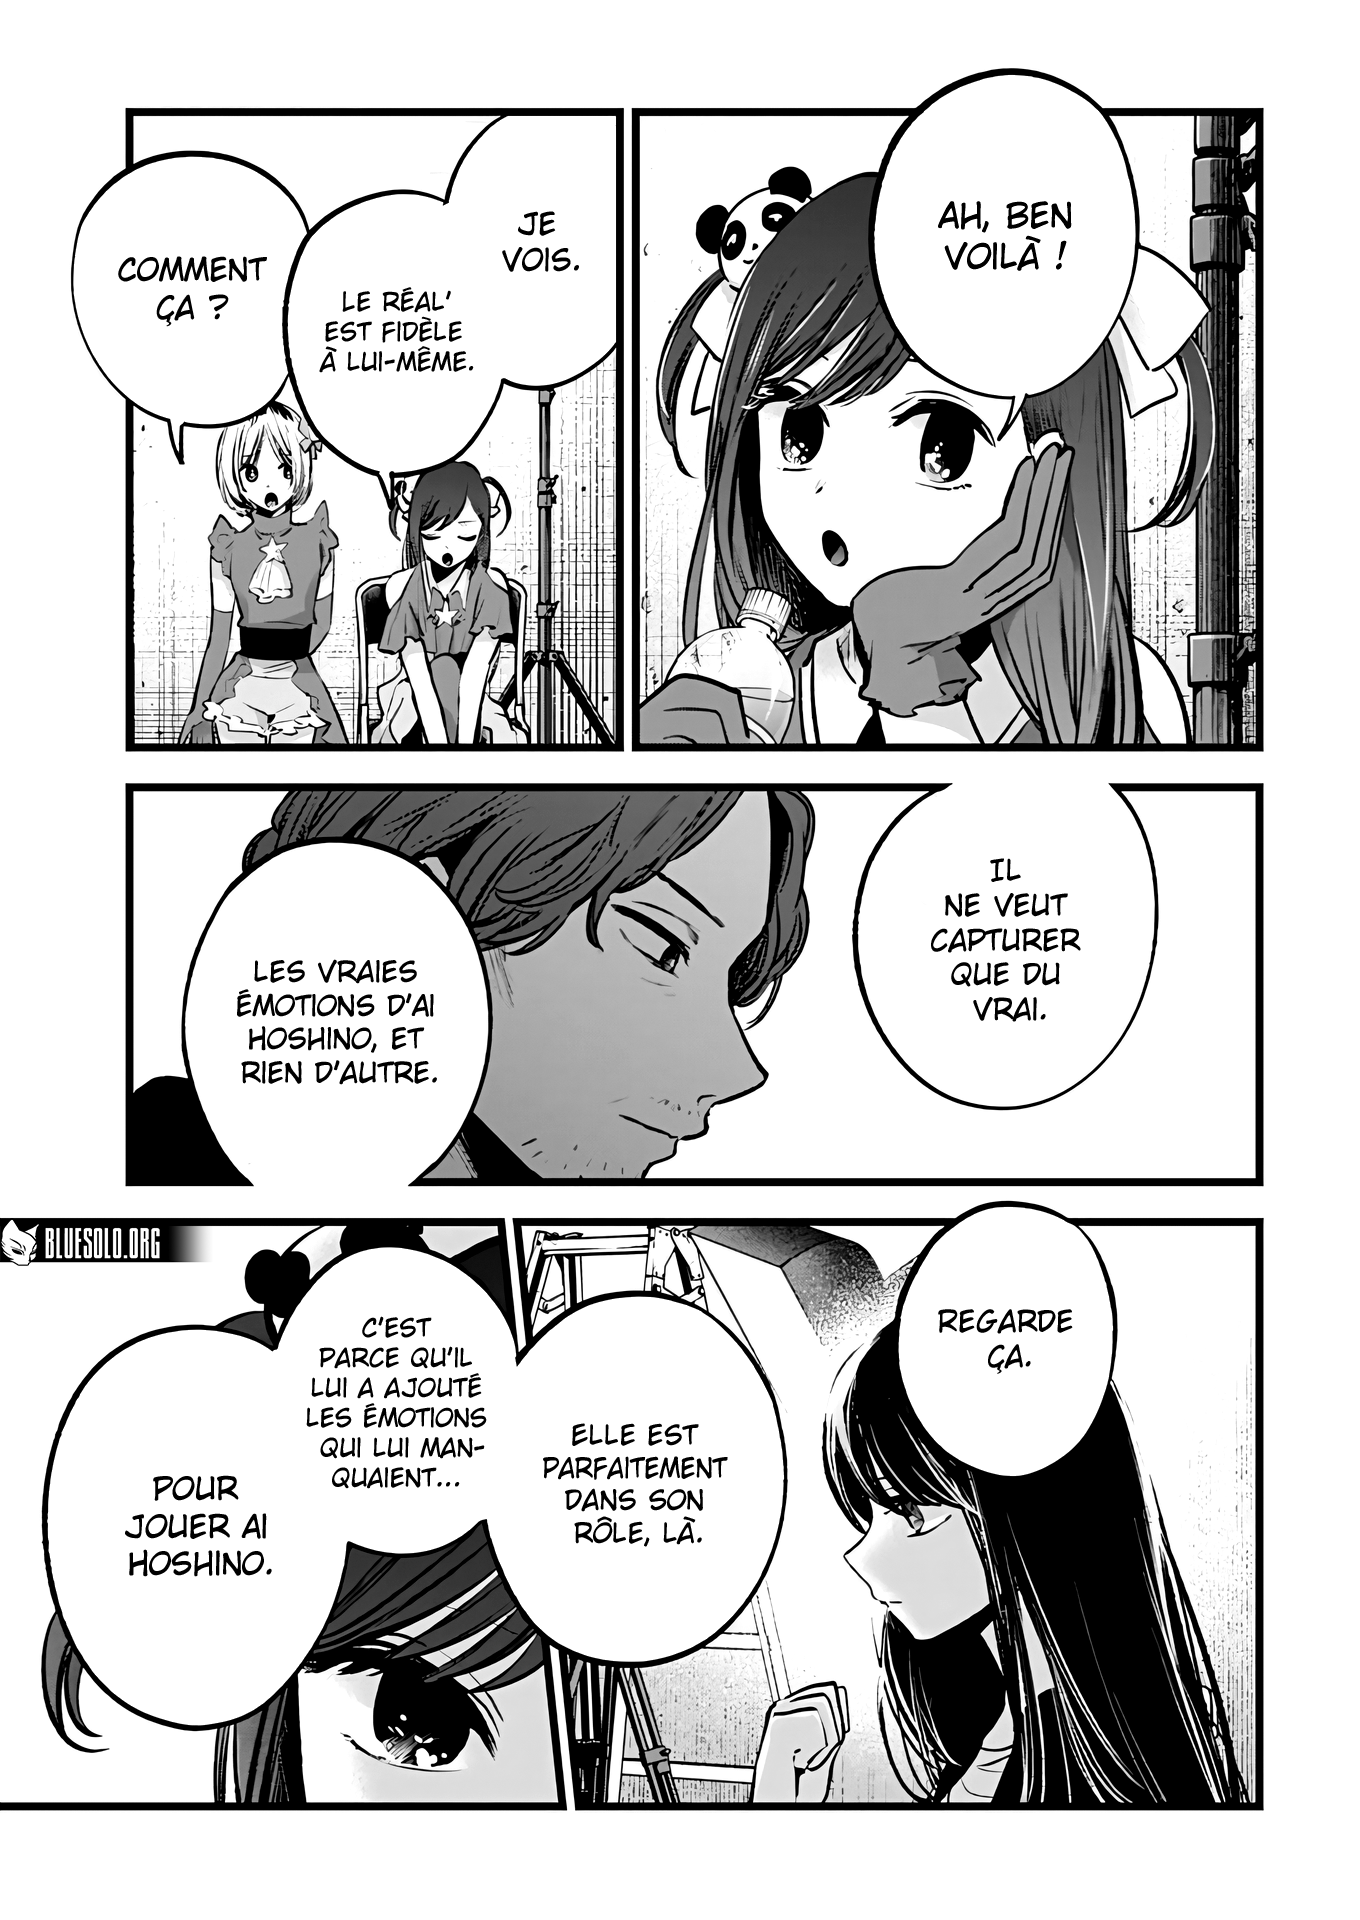 AH, BEN
VOILÀ !
JE
VOIS.
LE RÉAL'
EST FIDÈLE
À LUI-MÊME.
COMMENT
ÇA ?
IL
NE VEUT
CAPTURER
QUE DU
VRAI.
LES VRAIES
ÉMOTIONS D'AI
HOSHINO, ET
RIEN D'AUTRE.
REGARDE
ÇA.
ELLE EST
PARFAITEMENT
DANS SON
RÔLE, LÀ.
C'EST
PARCE QU'IL
LUI A AJOUTÉ
LES ÉMOTIONS
QUI LUI MAN-
QUAIENT...
POUR
JOUER AI
HOSHINO.
BLUESOLO.ORG